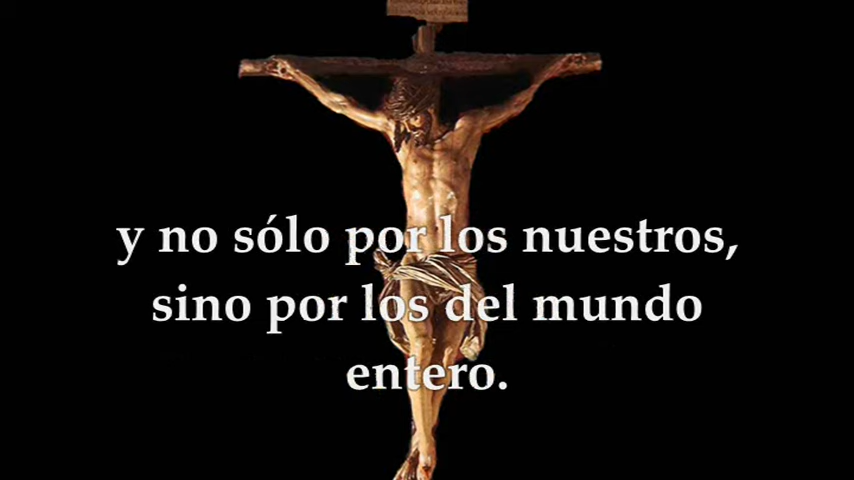 y no sólo por los nuestros,
sino por los del mundo
entero.